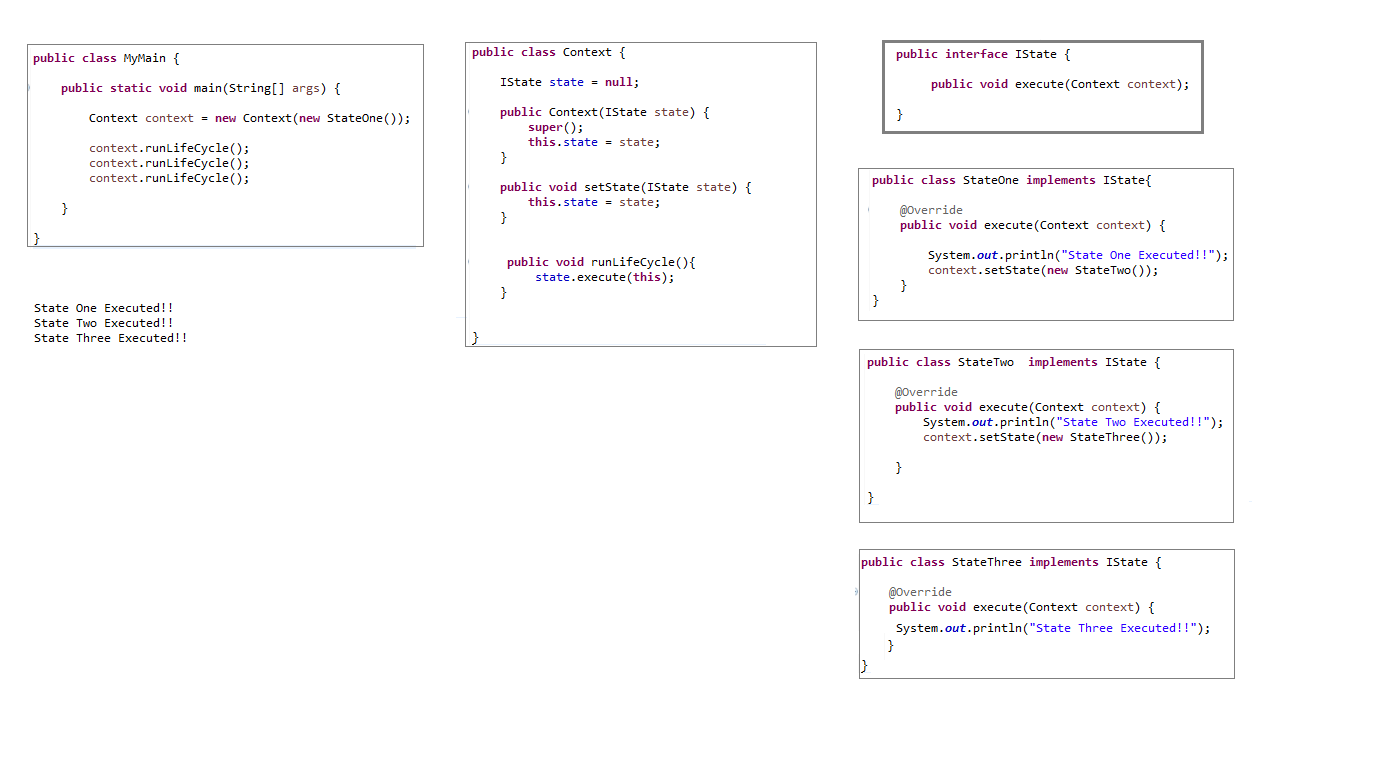 public class MyMain {
public static void main(String[] args) {
Context context = new Context(new StateOne());
context.runLifeCycle();
context.runLifeCycle();
context.runLifeCycle();
}
}
State One Executed!!
State Two Executed!!
State Three Executed!!
public class Context {
IState state = null;
public Context(IState state) {
super();
this.state = state;
}
public void setState(IState state) {
this.state = state;
}
public void runLifeCycle(){
state.execute(this);
}
}
public interface IState {
public void execute(Context context);
}
public class StateOne implements IState{
@Override
public void execute(Context context) {
System.out.println("State One Executed!!");
context.setState(new StateTwo());
}
}
public class StateTwo  implements IState {
@Override
public void execute(Context context) {
System.out.println("State Two Executed!!");
context.setState(new StateThree());
}
}
public class StateThree implements IState {
@Override
public void execute(Context context) {
System.out.println("State Three Executed!!");
}
}